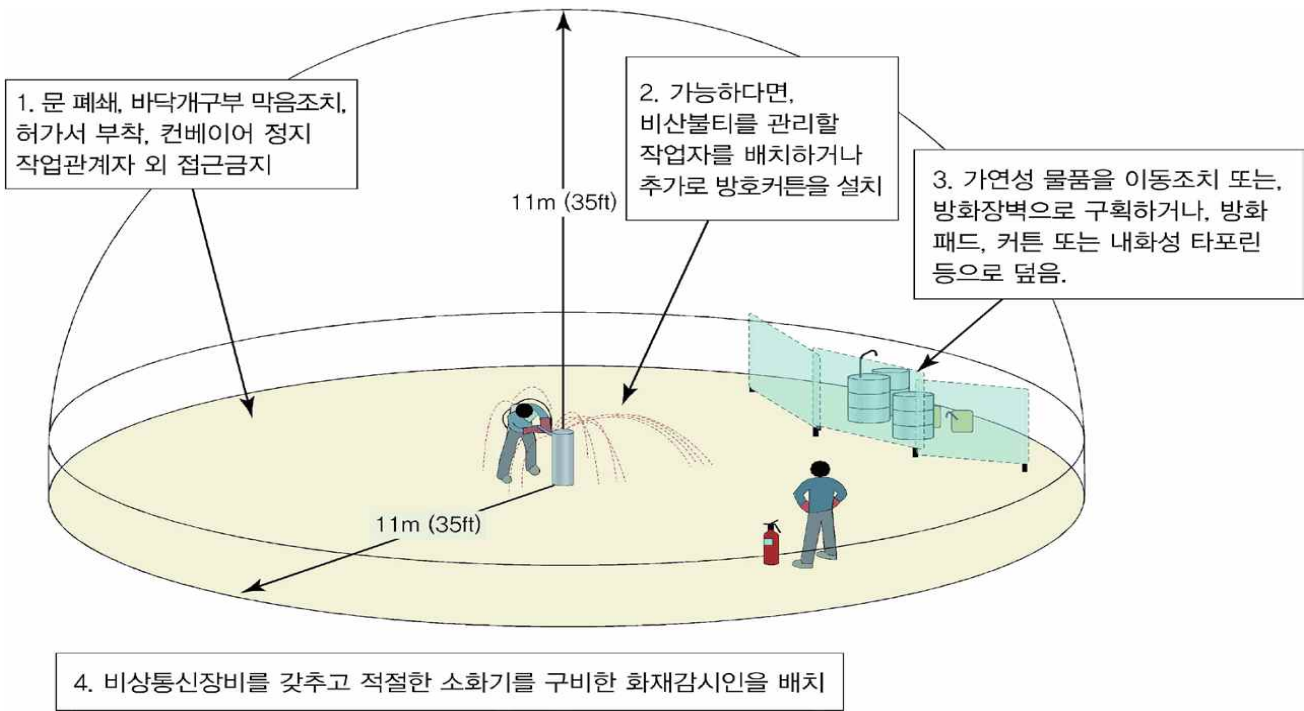 1. 문 폐쇄, 바닥개구부 막음조치,
허가서 부착, 컨베이어 정지
작업관계자 외 접근금지
2. 가능하다면,
비산불티를 관리할
작업자를 배치하거나
추가로 방호커튼을 설치
3. 가연성 물품을 이동조치 또는,
방화장벽으로 구획하거나, 방화
패드, 커튼 또는 내화성 타포린
등으로 덮음.
11m (35ft)
11m (35ft)
4. 비상통신장비를 갖추고 적절한 소화기를 구비한 화재감시인을 배치